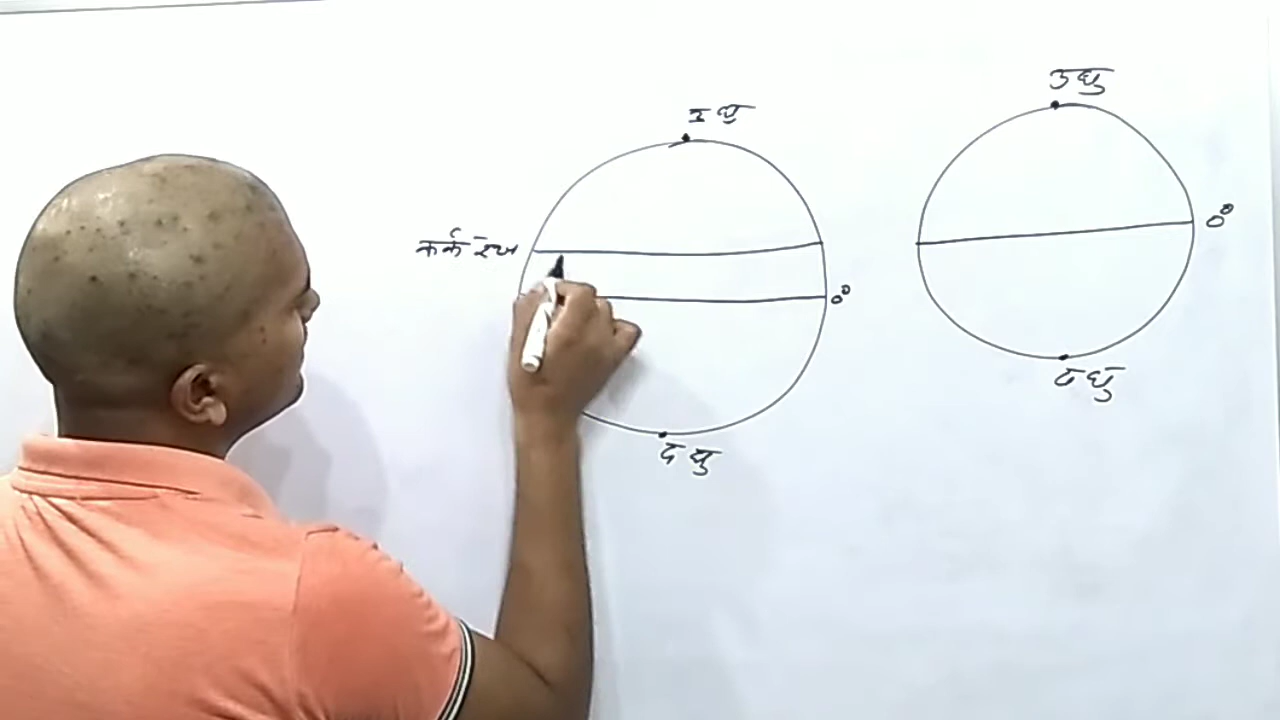 उ ध्रु
कर्क रेखा
0°
द ध्रु
उ ध्रु
0°
द ध्रु